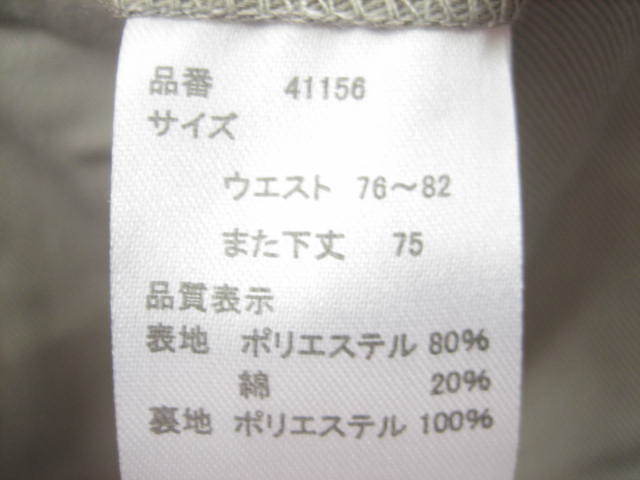 品番 41156
サイズ
ウエスト 76～82
また下丈 75
品質表示
表地 ポリエステル 80%
綿 20%
裏地 ポリエステル 100%